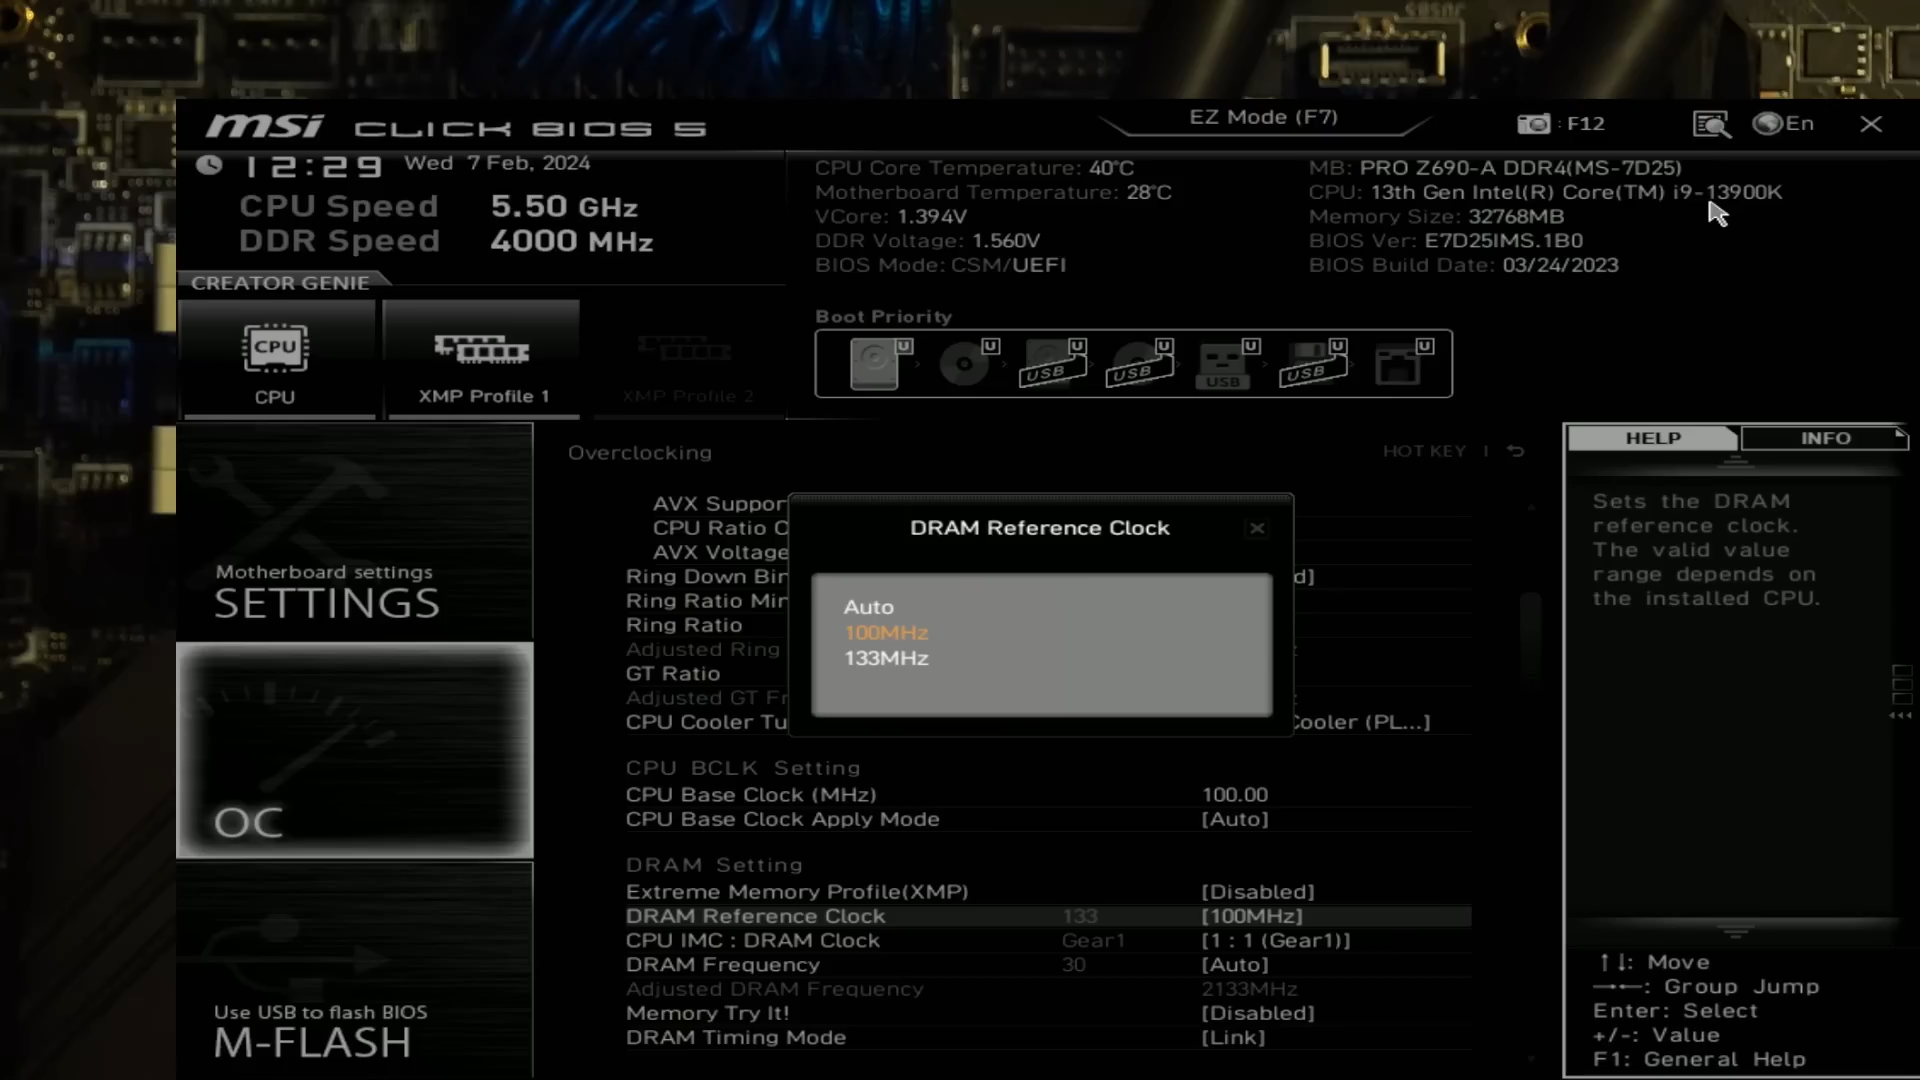 msi CLICK BIOS 5
EZ Mode (F7)
: F12
En
12:29 Wed 7 Feb, 2024
CPU Speed 5.50 GHz
DDR Speed 4000 MHz
CPU Core Temperature: 40°C
Motherboard Temperature: 28°C
VCore: 1.394V
DDR Voltage: 1.560V
BIOS Mode: CSM/UEFI
MB: PRO Z690-A DDR4(MS-7D25)
CPU: 13th Gen Intel(R) Core(TM) i9-13900K
Memory Size: 32768MB
BIOS Ver: E7D25IMS.1B0
BIOS Build Date: 03/24/2023
CREATOR GENIE
CPU
CPU
XMP Profile 1
XMP Profile 2
Boot Priority
U U U U U U U
USB USB USB USB
Motherboard settings
SETTINGS
OC
Use USB to flash BIOS
M-FLASH
Overclocking
HOT KEY
AVX Suppor
CPU Ratio O
AVX Voltage
Ring Down Bin d]
Ring Ratio Min
Ring Ratio
Adjusted Ring
GT Ratio
Adjusted GT Fr
CPU Cooler Tu Cooler (PL...]
DRAM Reference Clock
Auto
100MHz
133MHz
CPU BCLK Setting
CPU Base Clock (MHz) 100.00
CPU Base Clock Apply Mode [Auto]
DRAM Setting
Extreme Memory Profile(XMP) [Disabled]
DRAM Reference Clock 133 [100MHz]
CPU IMC : DRAM Clock Gear1 [1 : 1 (Gear1)]
DRAM Frequency 30 [Auto]
Adjusted DRAM Frequency 2133MHz
Memory Try It! [Disabled]
DRAM Timing Mode [Link]
HELP
INFO
Sets the DRAM
reference clock.
The valid value
range depends on
the installed CPU.
↑↓: Move
→←: Group Jump
Enter: Select
+/-: Value
F1: General Help